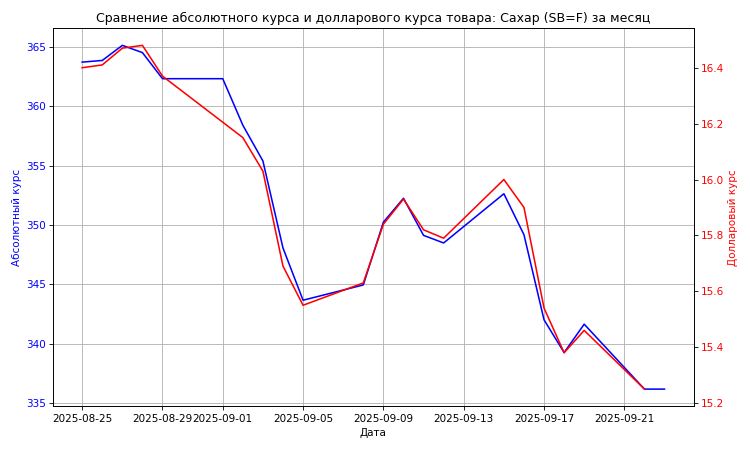 Сравнение абсолютного курса и долларового курса товара: Сахар (SB=F) за месяц
Абсолютный курс
365
360
355
350
345
340
335
16.4
16.2
16.0
15.8
15.6
15.4
15.2
Долларовый курс
2025-08-25 2025-08-29 2025-09-01 2025-09-05 2025-09-09 2025-09-13 2025-09-17 2025-09-21
Дата